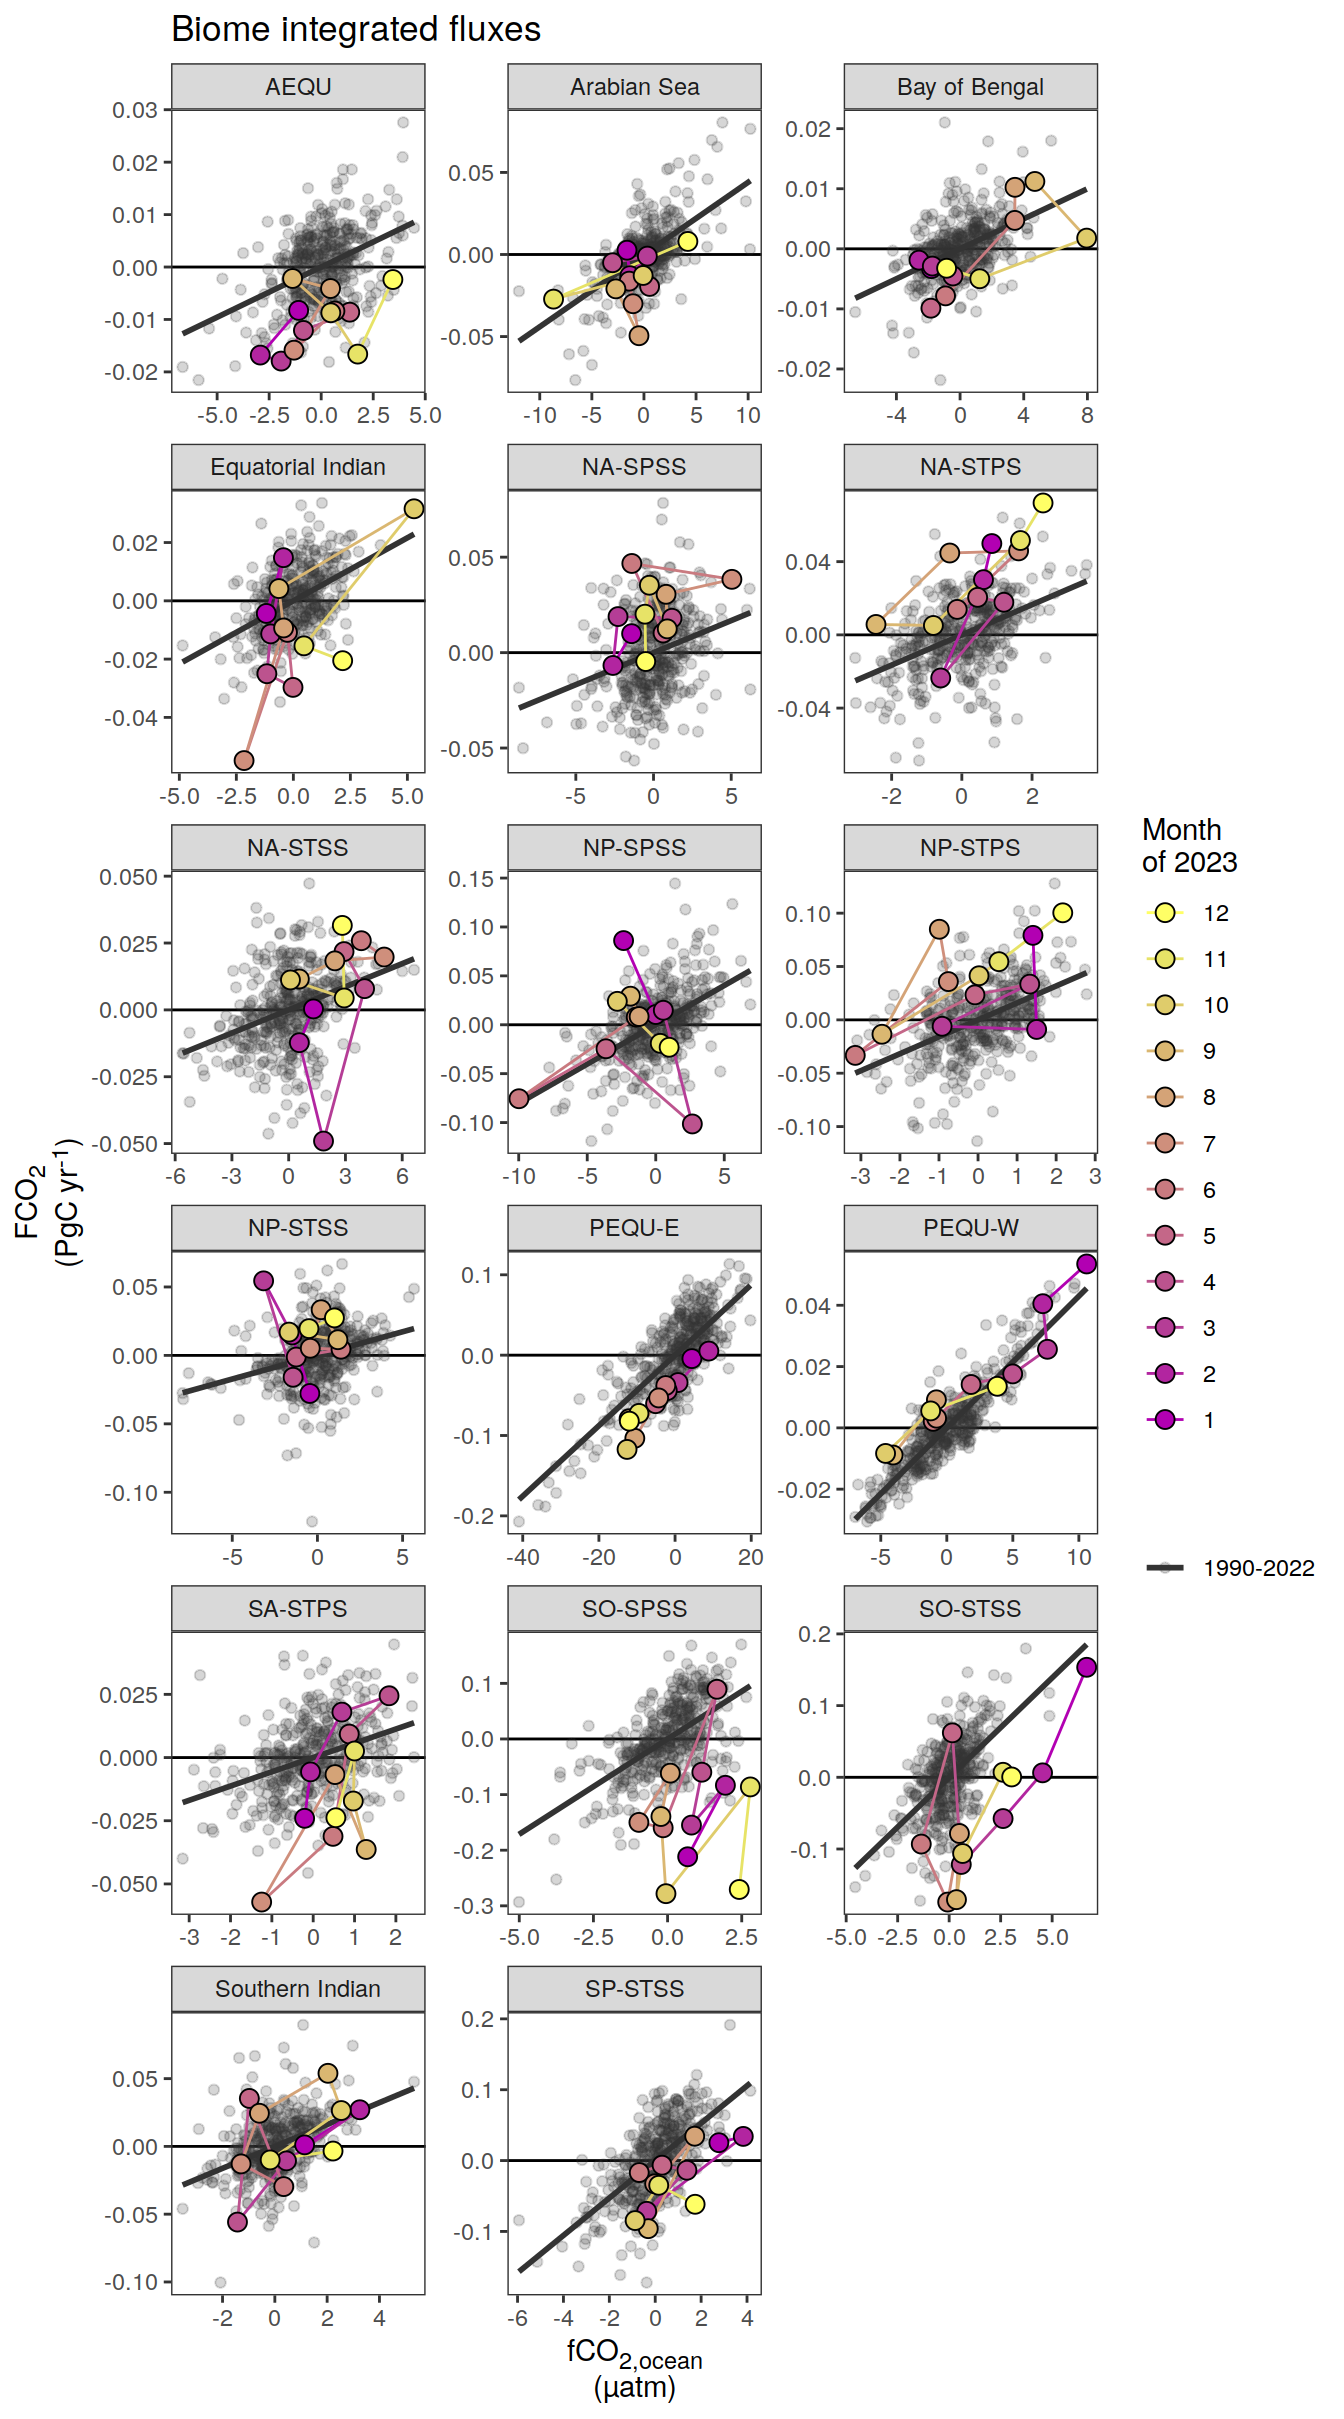 Biome integrated fluxes
AEQU
Arabian Sea
Bay of Bengal
0.03
0.02
0.01
0.00
-0.01
-0.02
0.05
0.00
-0.05
0.02
0.01
0.00
-0.01
-0.02
-5.0 -2.5 0.0 2.5 5.0
-10 -5 0 5 10
-4 0 4 8
Equatorial Indian
NA-SPSS
NA-STPS
0.02
0.00
-0.02
-0.04
0.05
0.00
-0.05
0.04
0.00
-0.04
-5.0 -2.5 0.0 2.5 5.0
-5 0 5
-2 0 2
NA-STSS
NP-SPSS
NP-STPS
0.050
0.025
0.000
-0.025
-0.050
0.15
0.10
0.05
0.00
-0.05
-0.10
0.10
0.05
0.00
-0.05
-0.10
-6 -3 0 3 6
-10 -5 0 5
-3 -2 -1 0 1 2 3
NP-STSS
PEQU-E
PEQU-W
0.05
0.00
-0.05
-0.10
0.1
0.0
-0.1
-0.2
0.04
0.02
0.00
-0.02
-5 0 5
-40 -20 0 20
-5 0 5 10
SA-STPS
SO-SPSS
SO-STSS
0.025
0.000
-0.025
-0.050
0.1
0.0
-0.1
-0.2
-0.3
0.2
0.1
0.0
-0.1
-3 -2 -1 0 1 2
-5.0 -2.5 0.0 2.5
-5.0 -2.5 0.0 2.5 5.0
Southern Indian
SP-STSS
0.05
0.00
-0.05
-0.10
0.2
0.1
0.0
-0.1
-2 0 2 4
-6 -4 -2 0 2 4
FCO2
(PgC yr-1)
fCO2,ocean
(µatm)
Month
of 2023
12
11
10
9
8
7
6
5
4
3
2
1
1990-2022